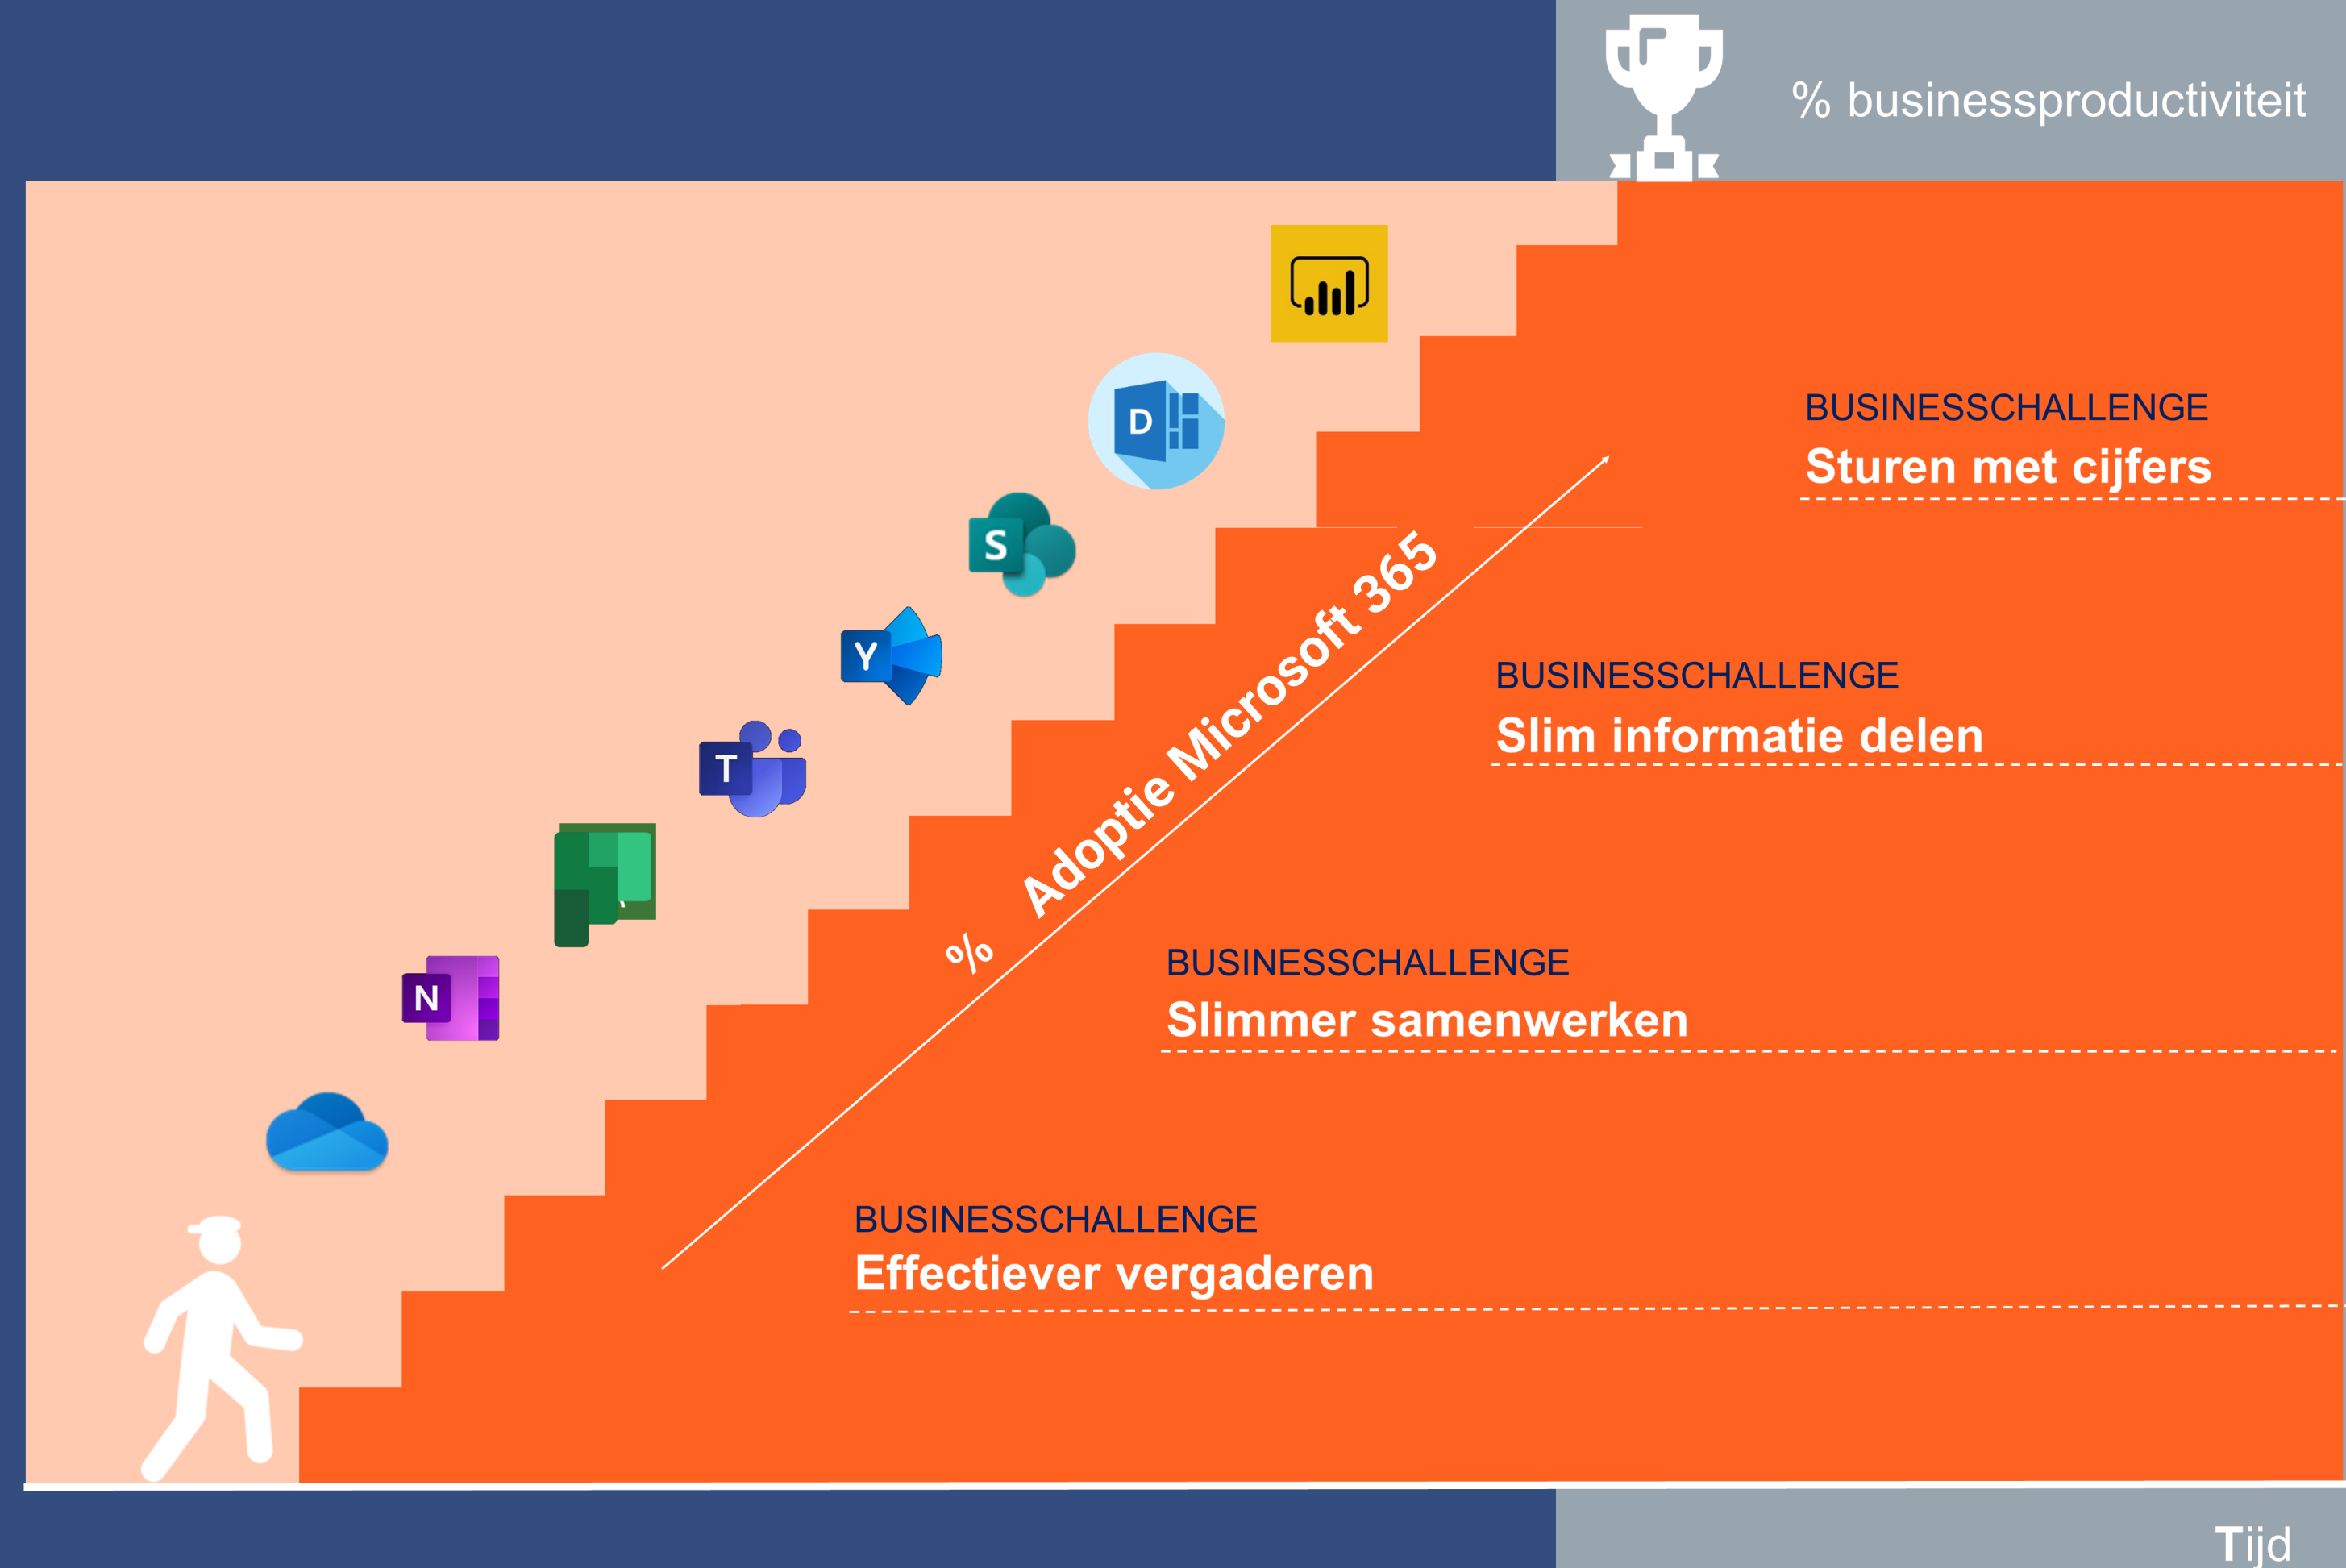 % businessproductiviteit
BUSINESSCHALLENGE
Sturen met cijfers
D
S
% Adoptie Microsoft 365
BUSINESSCHALLENGE
Slim informatie delen
Y
T
BUSINESSCHALLENGE
Slimmer samenwerken
N
BUSINESSCHALLENGE
Effectiever vergaderen
Tijd